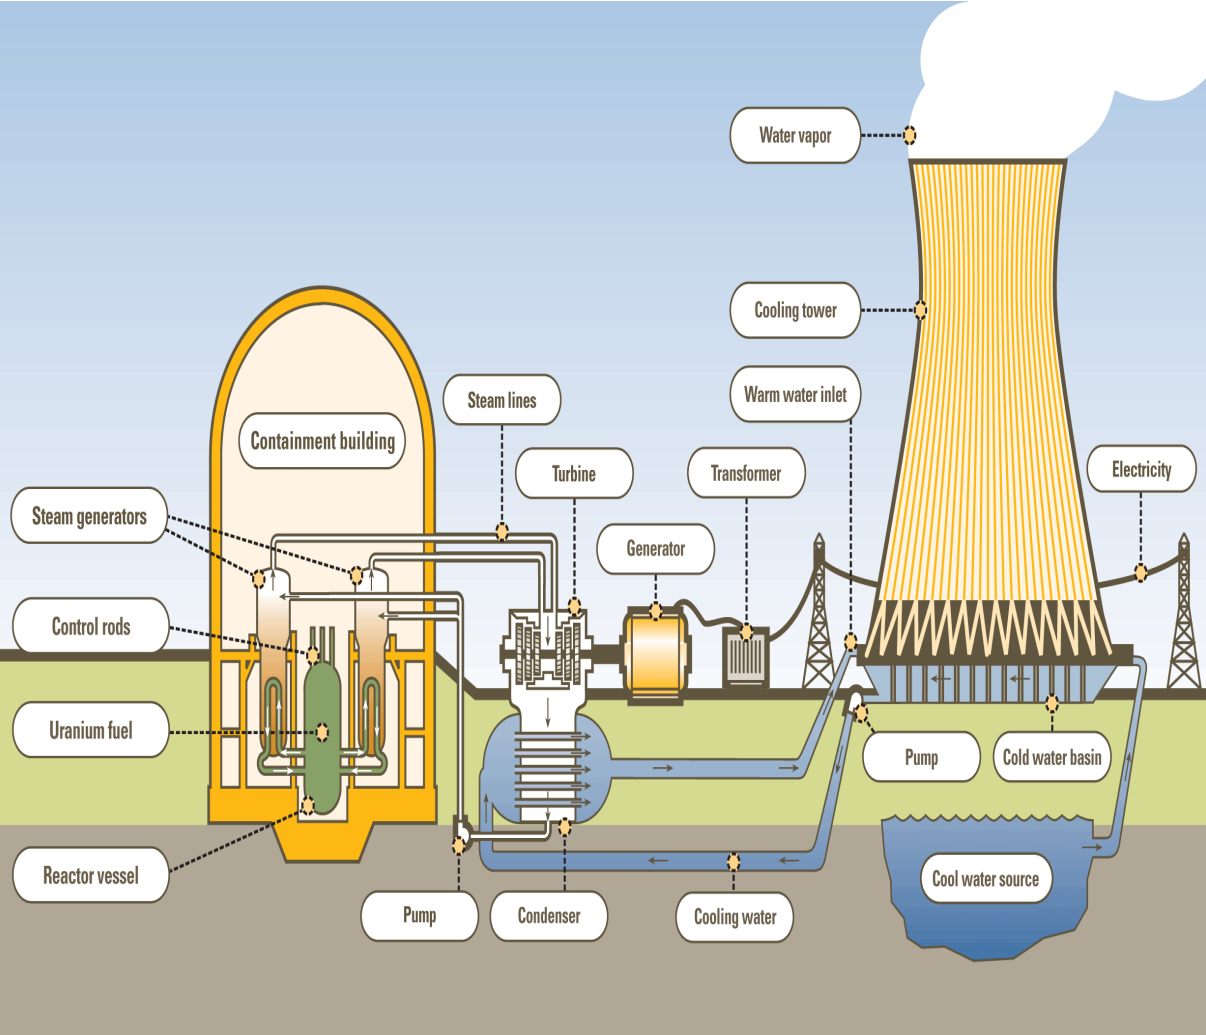 Water vapor
Cooling tower
Warm water inlet
Steam lines
Containment building
Turbine
Transformer
Electricity
Steam generators
Generator
Control rods
Uranium fuel
Pump
Cold water basin
Reactor vessel
Cool water source
Pump
Condenser
Cooling water